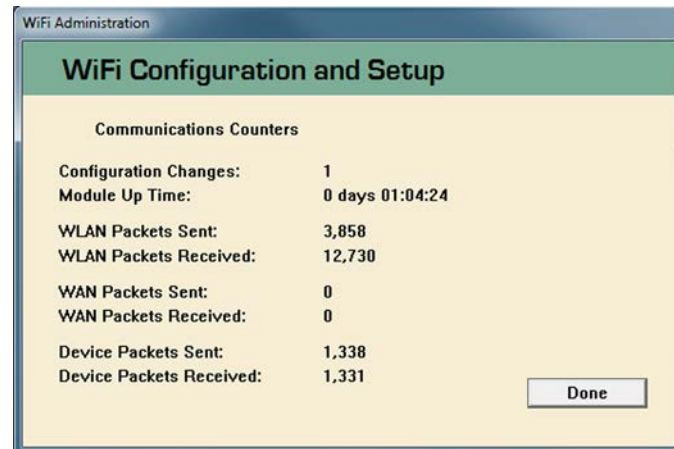 WiFi Administration
WiFi Configuration and Setup
Communications Counters
Configuration Changes: 1
Module Up Time: 0 days 01:04:24
WLAN Packets Sent: 3,858
WLAN Packets Received: 12,730
WAN Packets Sent: 0
WAN Packets Received: 0
Device Packets Sent: 1,338
Device Packets Received: 1,331
Done